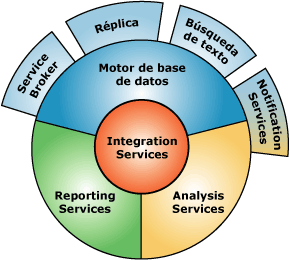 Service
Broker
Réplica
Búsqueda
de texto
Notification
Services
Motor de base
de datos
Integration
Services
Reporting
Services
Analysis
Services